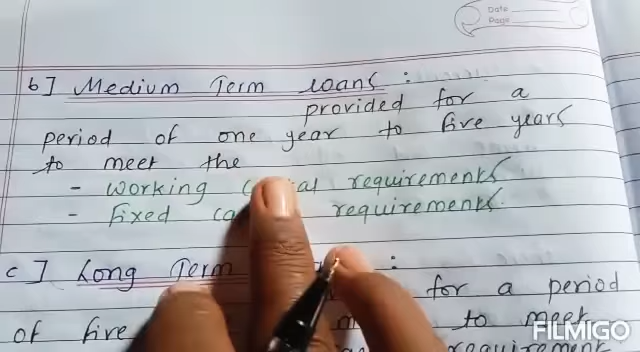 Date
Page
b] Medium Term Loans :
provided for a
period of one year to five years
to meet the
- working requirements
- fixed requirements.
c] Long Term :
for a period
of five to meet
requirement
FILMIGO